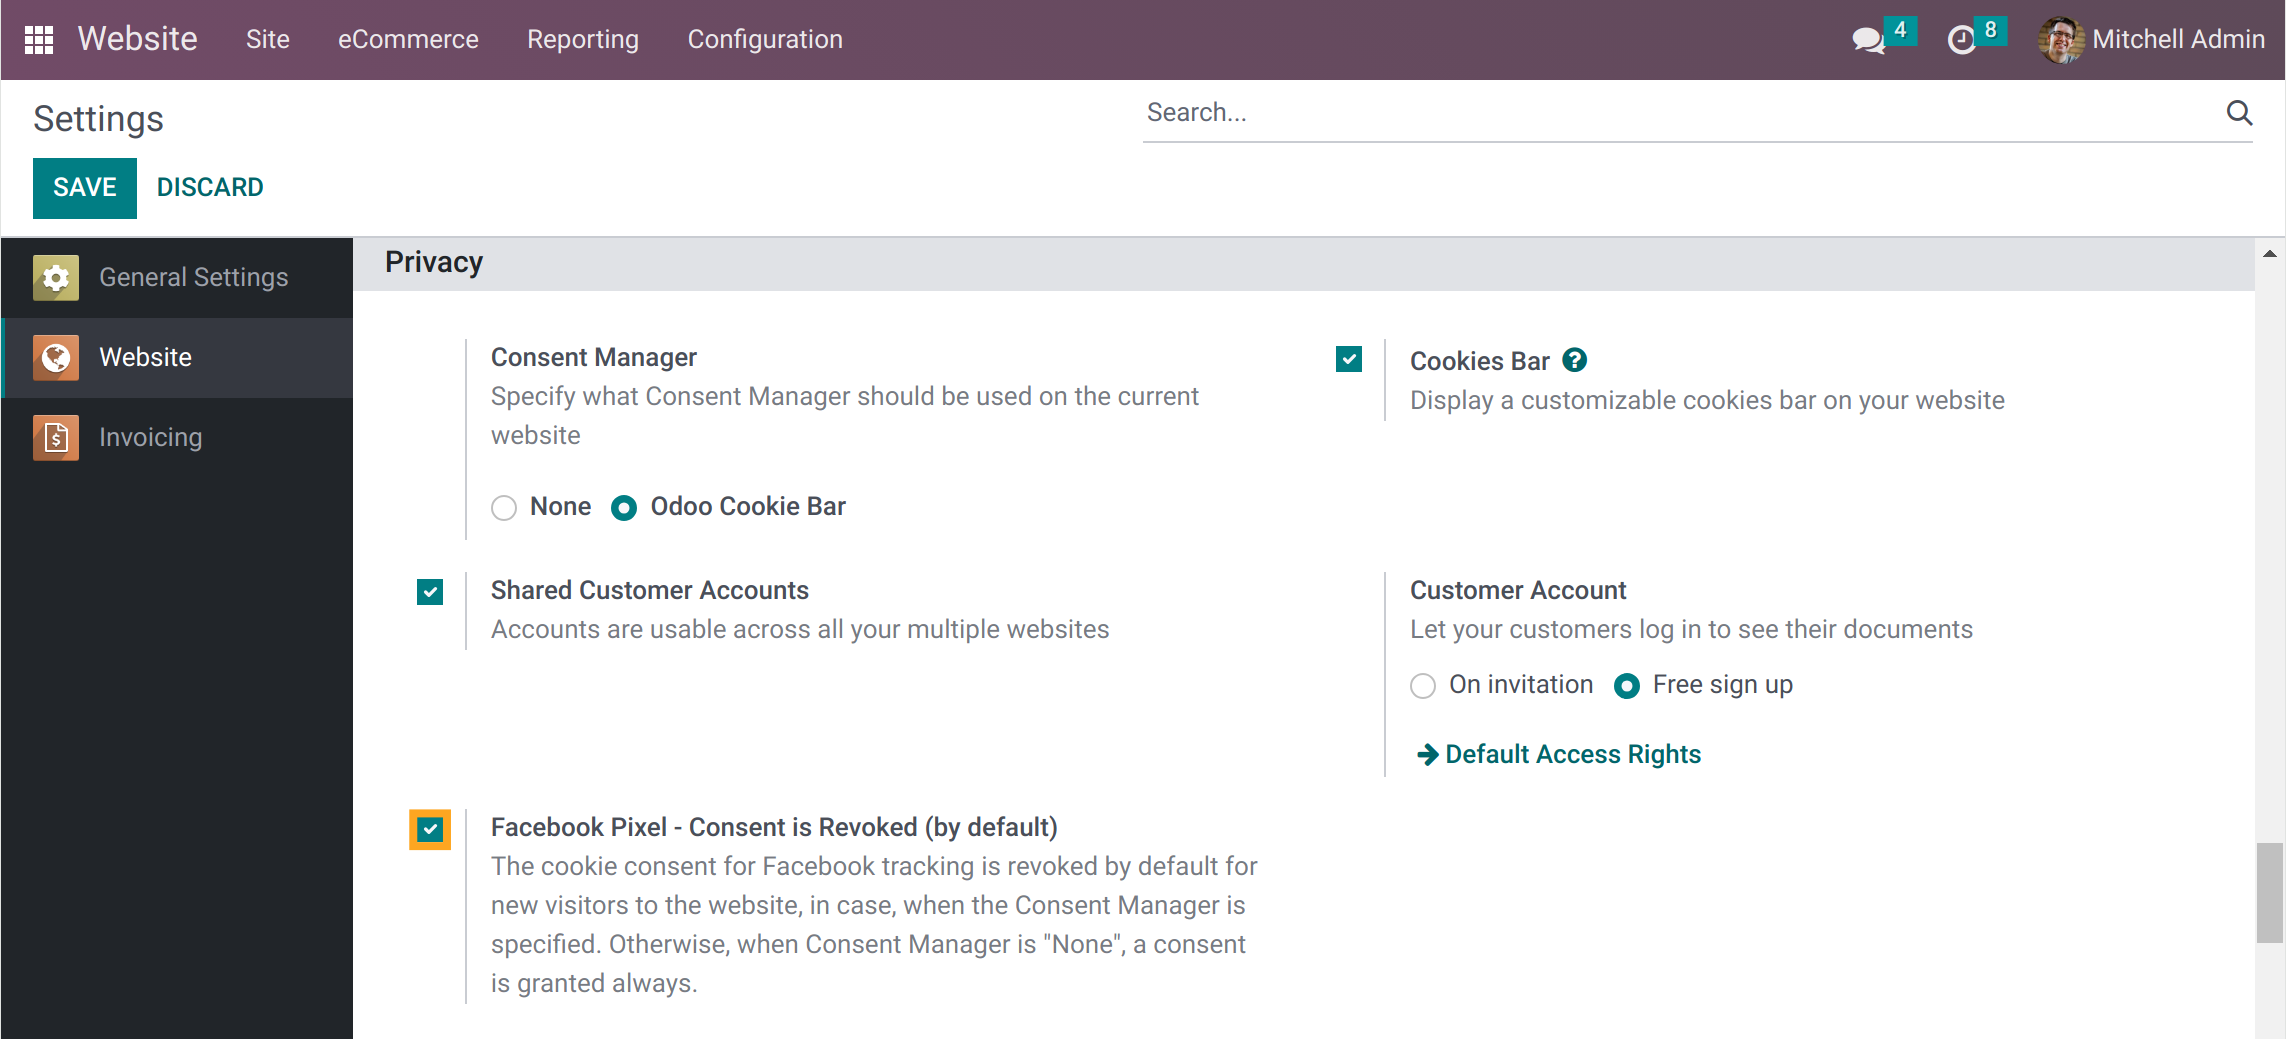 Website Site eCommerce Reporting Configuration 4 8 Mitchell Admin
Settings
Search...
SAVE DISCARD
General Settings
Website
Invoicing
Privacy
Consent Manager
Specify what Consent Manager should be used on the current
website
None Odoo Cookie Bar
Cookies Bar ?
Display a customizable cookies bar on your website
Shared Customer Accounts
Accounts are usable across all your multiple websites
Customer Account
Let your customers log in to see their documents
On invitation Free sign up
Default Access Rights
Facebook Pixel - Consent is Revoked (by default)
The cookie consent for Facebook tracking is revoked by default for
new visitors to the website, in case, when the Consent Manager is
specified. Otherwise, when Consent Manager is "None", a consent
is granted always.